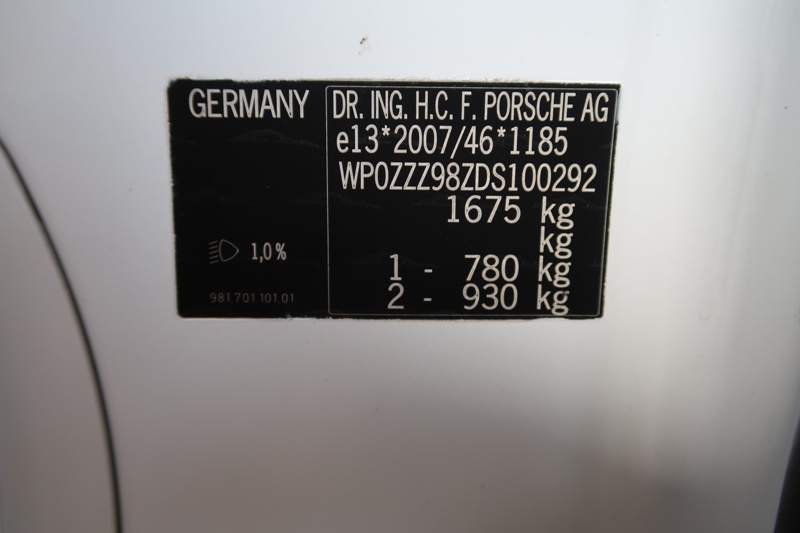 GERMANY
1,0%
981.701.101.01
DR. ING. H.C. F. PORSCHE AG
e13*2007/46*1185
WP0ZZZ98ZDS100292
1675 kg
kg
1 - 780 kg
2 - 930 kg